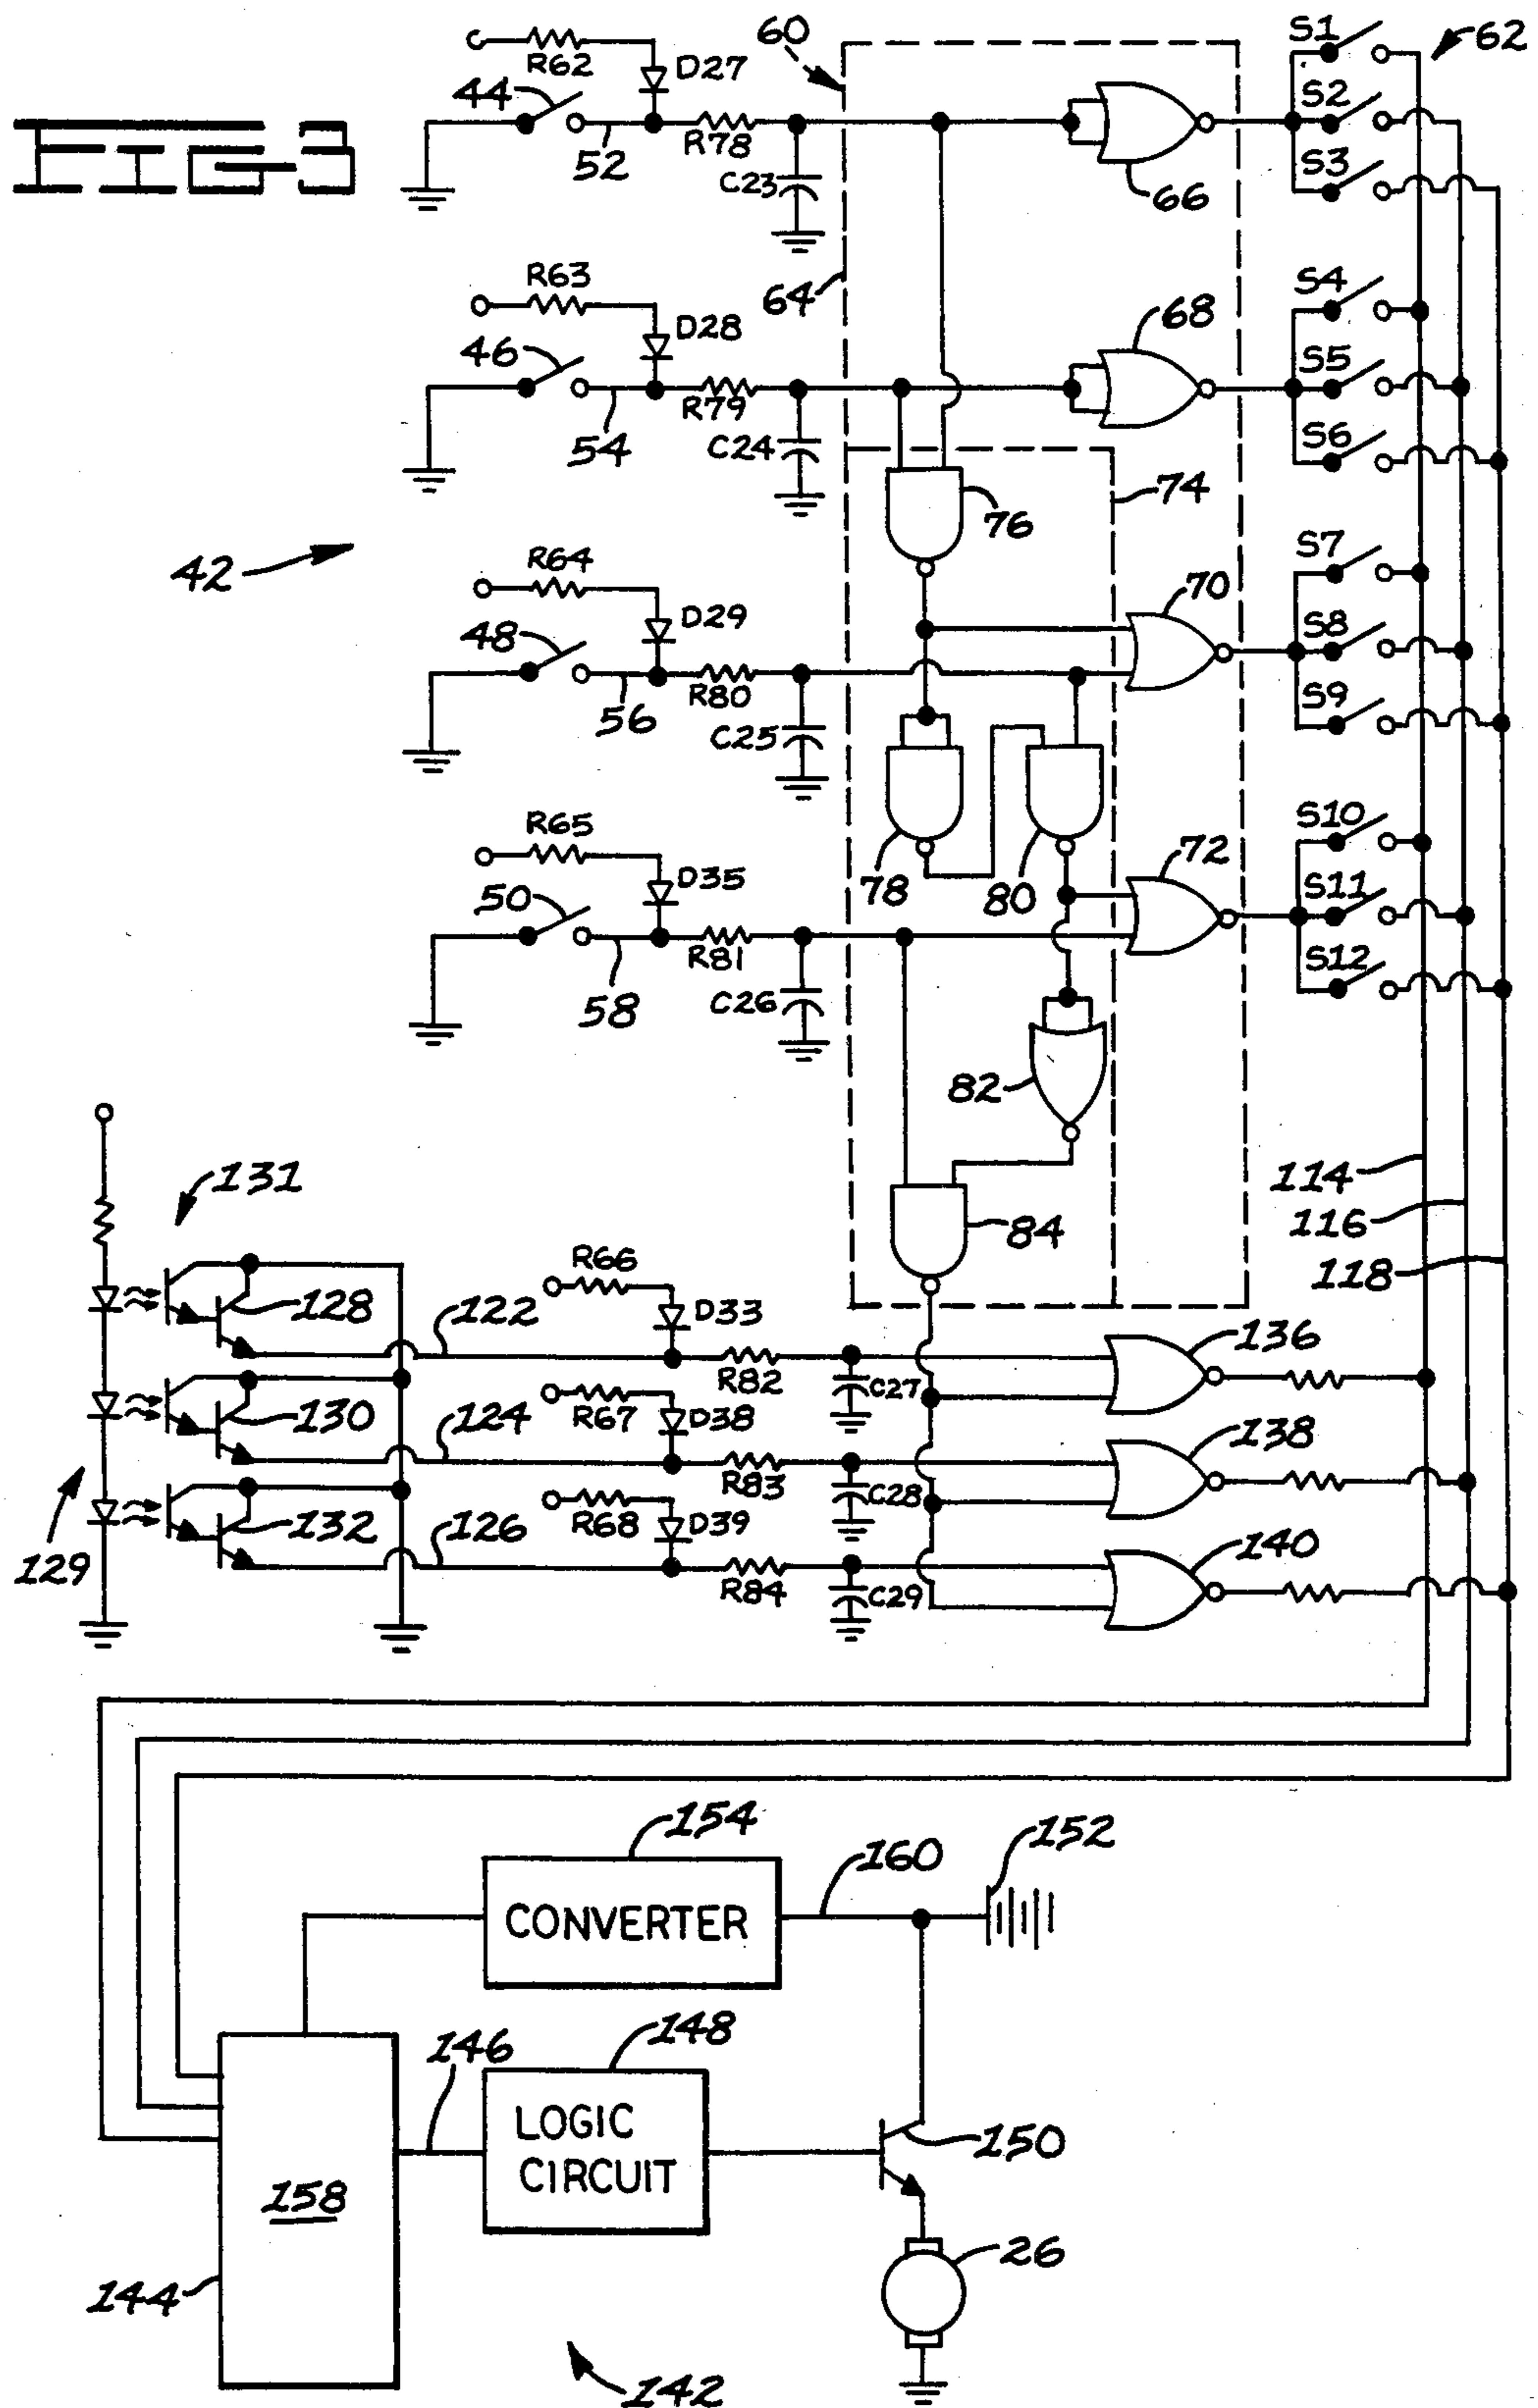 FIG 5
60
S1
62
R62
D27
44
S2
52
R78
C23
66
S3
R63
64
S4
D28
68
46
S5
R79
54
C24
S6
74
76
42
R64
S7
D29
70
48
S8
R80
56
C25
S9
R65
S10
78
80
72
D35
50
S11
R81
58
C26
S12
82
131
114
116
118
84
R66
128
122
D33
136
R82
C27
130
124
R67
D38
138
R83
C28
129
132
126
R68
D39
140
R84
C29
154
160
152
CONVERTER
146
148
LOGIC
CIRCUIT
150
158
26
144
142